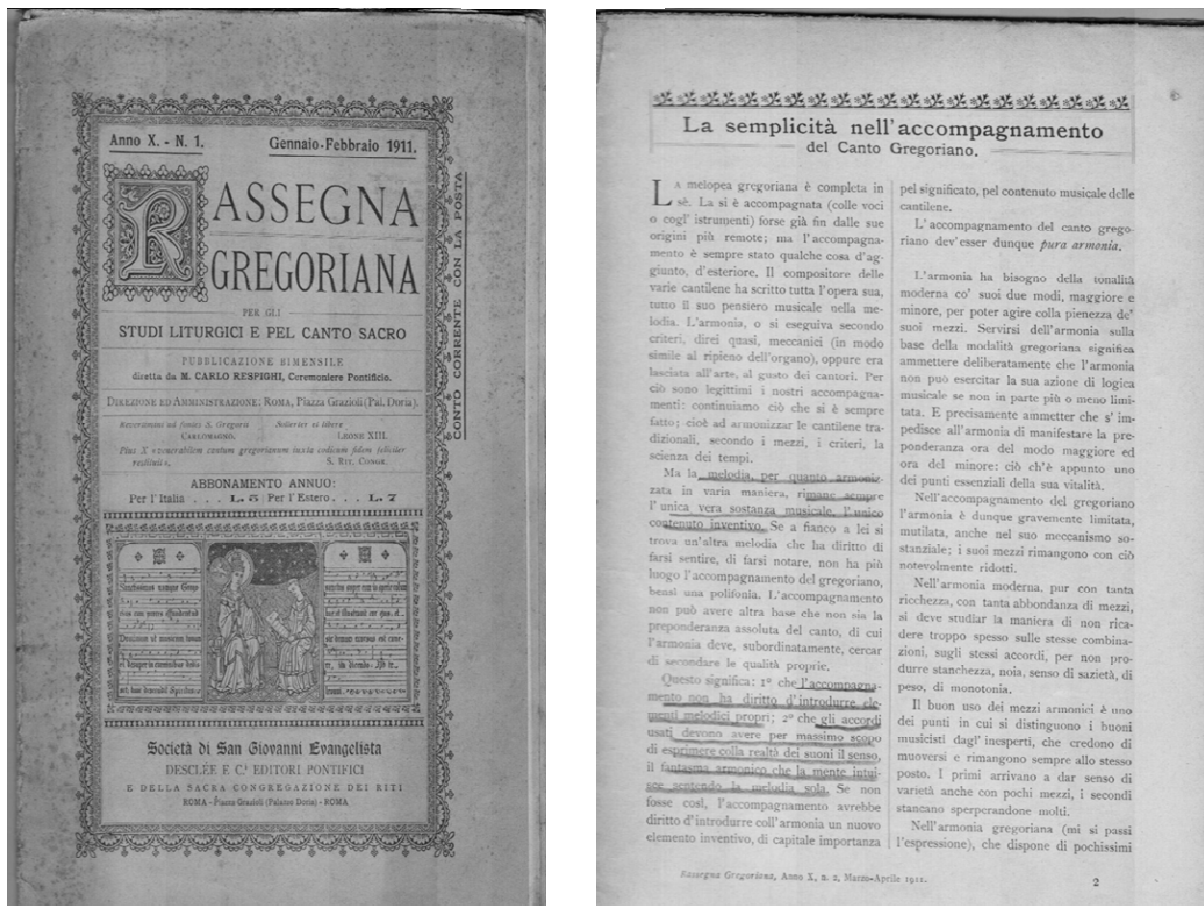 Anno X. - N. 1.
Gennaio-Febbraio 1911.
RASSEGNA
GREGORIANA
PER GLI
STUDI LITURGICI E PEL CANTO SACRO
PUBBLICAZIONE BIMENSILE
diretta da M. CARLO RESPIGHI, Ceremoniere Pontificio.
DIREZIONE ED AMMINISTRAZIONE: ROMA, Piazza Grazioli (Pal. Doria).
Revertimini ad fontes S. Gregorii
CARLOMAGNO.
LEONE XIII.
Pius X «venerabilem cantum gregorianum iuxta codicum fidem feliciter
restituit».
S. RIT. CONGR.
ABBONAMENTO ANNUO:
Per l'Italia . . . L. 5 | Per l'Estero . . . L. 7
Società di San Giovanni Evangelista
DESCLÉE E C.i EDITORI PONTIFICI
E DELLA SACRA CONGREGAZIONE DEI RITI
ROMA - Piazza Grazioli (Palazzo Doria) - ROMA
CONTO CORRENTE CON LA POSTA
La semplicità nell'accompagnamento
del Canto Gregoriano.
LA melopea gregoriana è completa in
sè. La si è accompagnata (colle voci
o cogl' istrumenti) forse già fin dalle sue
origini più remote; ma l'accompagna-
mento è sempre stato qualche cosa d'ag-
giunto, d'esteriore. Il compositore delle
varie cantilene ha scritto tutta l'opera sua,
tutto il suo pensiero musicale nella me-
lodia. L'armonia, o si eseguiva secondo
criteri, direi quasi, meccanici (in modo
simile al ripieno dell'organo), oppure era
lasciata all'arte, al gusto dei cantori. Per
ciò sono legittimi i nostri accompagna-
menti: continuiamo ciò che si è sempre
fatto; cioè ad armonizzar le cantilene tra-
dizionali, secondo i mezzi, i criteri, la
scienza dei tempi.
Ma la melodia, per quanto armoniz-
zata in varia maniera, rimane sempre
l'unica vera sostanza musicale, l'unico
contenuto inventivo. Se a fianco a lei si
trova un'altra melodia che ha diritto di
farsi sentire, di farsi notare, non ha più
luogo l'accompagnamento del gregoriano,
bensì una polifonia. L'accompagnamento
non può avere altra base che non sia la
preponderanza assoluta del canto, di cui
l'armonia deve, subordinatamente, cercar
di secondare le qualità proprie.
Questo significa: 1º che l'accompagna-
mento non ha diritto d'introdurre ele-
menti melodici propri; 2º che gli accordi
usati devono avere per massimo scopo
di esprimere colla realtà dei suoni il senso,
il fantasma armonico che la mente intui-
sce sentendo la melodia sola. Se non
fosse così, l'accompagnamento avrebbe
diritto d'introdurre coll'armonia un nuovo
elemento inventivo, di capitale importanza
pel significato, pel contenuto musicale delle
cantilene.
L'accompagnamento del canto grego-
riano dev'esser dunque pura armonia.
L'armonia ha bisogno della tonalità
moderna co' suoi due modi, maggiore e
minore, per poter agire colla pienezza de'
suoi mezzi. Servirsi dell'armonia sulla
base della modalità gregoriana significa
ammettere deliberatamente che l'armonia
non può esercitar la sua azione di logica
musicale se non in parte più o meno limi-
tata. E precisamente ammetter che s' im-
pedisce all'armonia di manifestar la pre-
ponderanza ora del modo maggiore ed
ora del minore: ciò ch'è appunto uno
dei punti essenziali della sua vitalità.
Nell'accompagnamento del gregoriano
l'armonia è dunque gravemente limitata,
mutilata, anche nel suo meccanismo so-
stanziale; i suoi mezzi rimangono con ciò
notevolmente ridotti.
Nell'armonia moderna, pur con tanta
ricchezza, con tanta abbondanza di mezzi,
si deve studiar la maniera di non rica-
dere troppo spesso sulle stesse combina-
zioni, sugli stessi accordi, per non pro-
durre stanchezza, noia, senso di sazietà, di
peso, di monotonia.
Il buon uso dei mezzi armonici è uno
dei punti in cui si distinguono i buoni
musicisti dagl' inesperti, che credono di
muoversi e rimangono sempre allo stesso
posto. I primi arrivano a dar senso di
varietà anche con pochi mezzi, i secondi
stancano sperperandone molti.
Nell'armonia gregoriana (mi si passi
l'espressione), che dispone di pochissimi
Rassegna Gregoriana, Anno X, n. 2, Marzo-Aprile 1911.
2